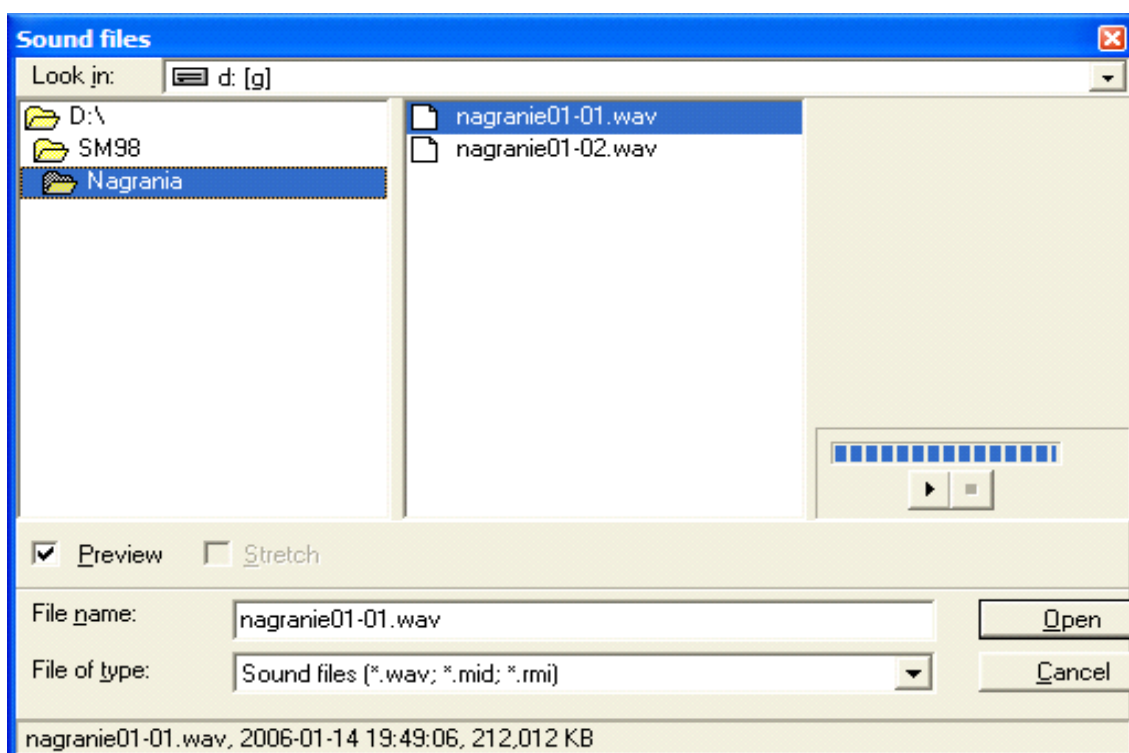 Sound files
Look in:
d: [g]
D:\
SM98
Nagrania
nagranie01-01.wav
nagranie01-02.wav
Preview
Stretch
File name:
nagranie01-01.wav
Open
File of type:
Sound files (*.wav; *.mid; *.rmi)
Cancel
nagranie01-01.wav, 2006-01-14 19:49:06, 212,012 KB